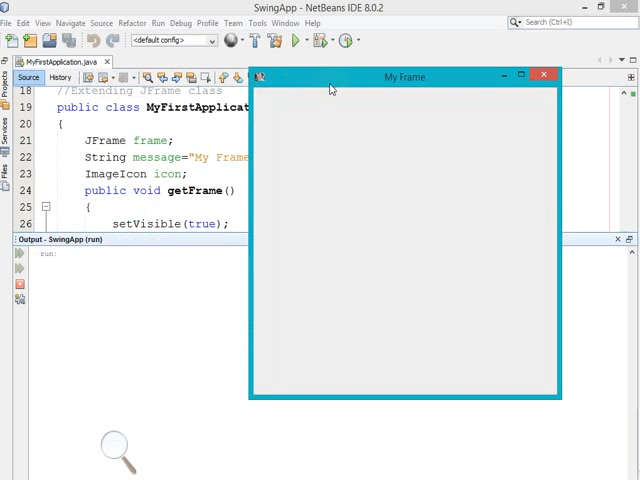 SwingApp - NetBeans IDE 8.0.2
File Edit View Navigate Source Refactor Run Debug Profile Team Tools Window Help
Search (Ctrl+I)
<default config>
MyFirstApplication.java
Source History
My Frame
18 //Extending JFrame class
19 public class MyFirstApplicat
20 {
21 JFrame frame;
22 String message="My Frame
23 ImageIcon icon;
24 public void getFrame()
25 {
26 setVisible(true);
Output - SwingApp (run)
run:
Projects
Services
Files